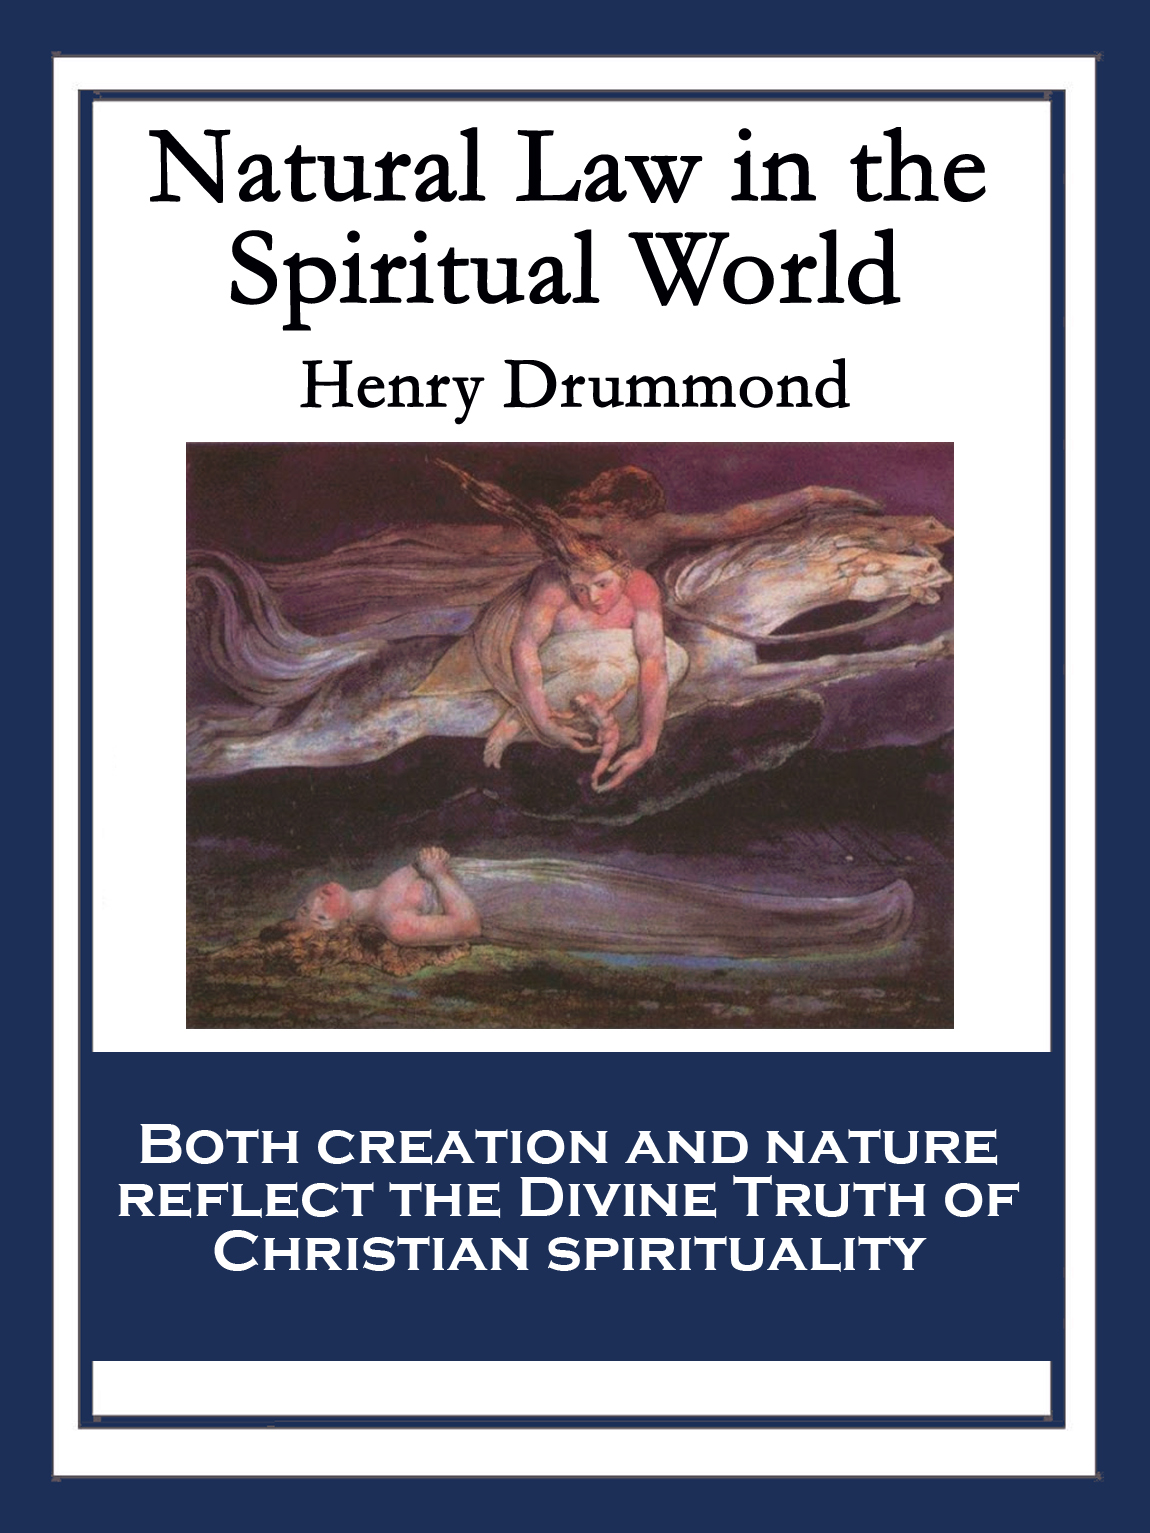 Natural Law in the
Spiritual World
Henry Drummond
Both creation and nature
reflect the Divine Truth of
Christian spirituality